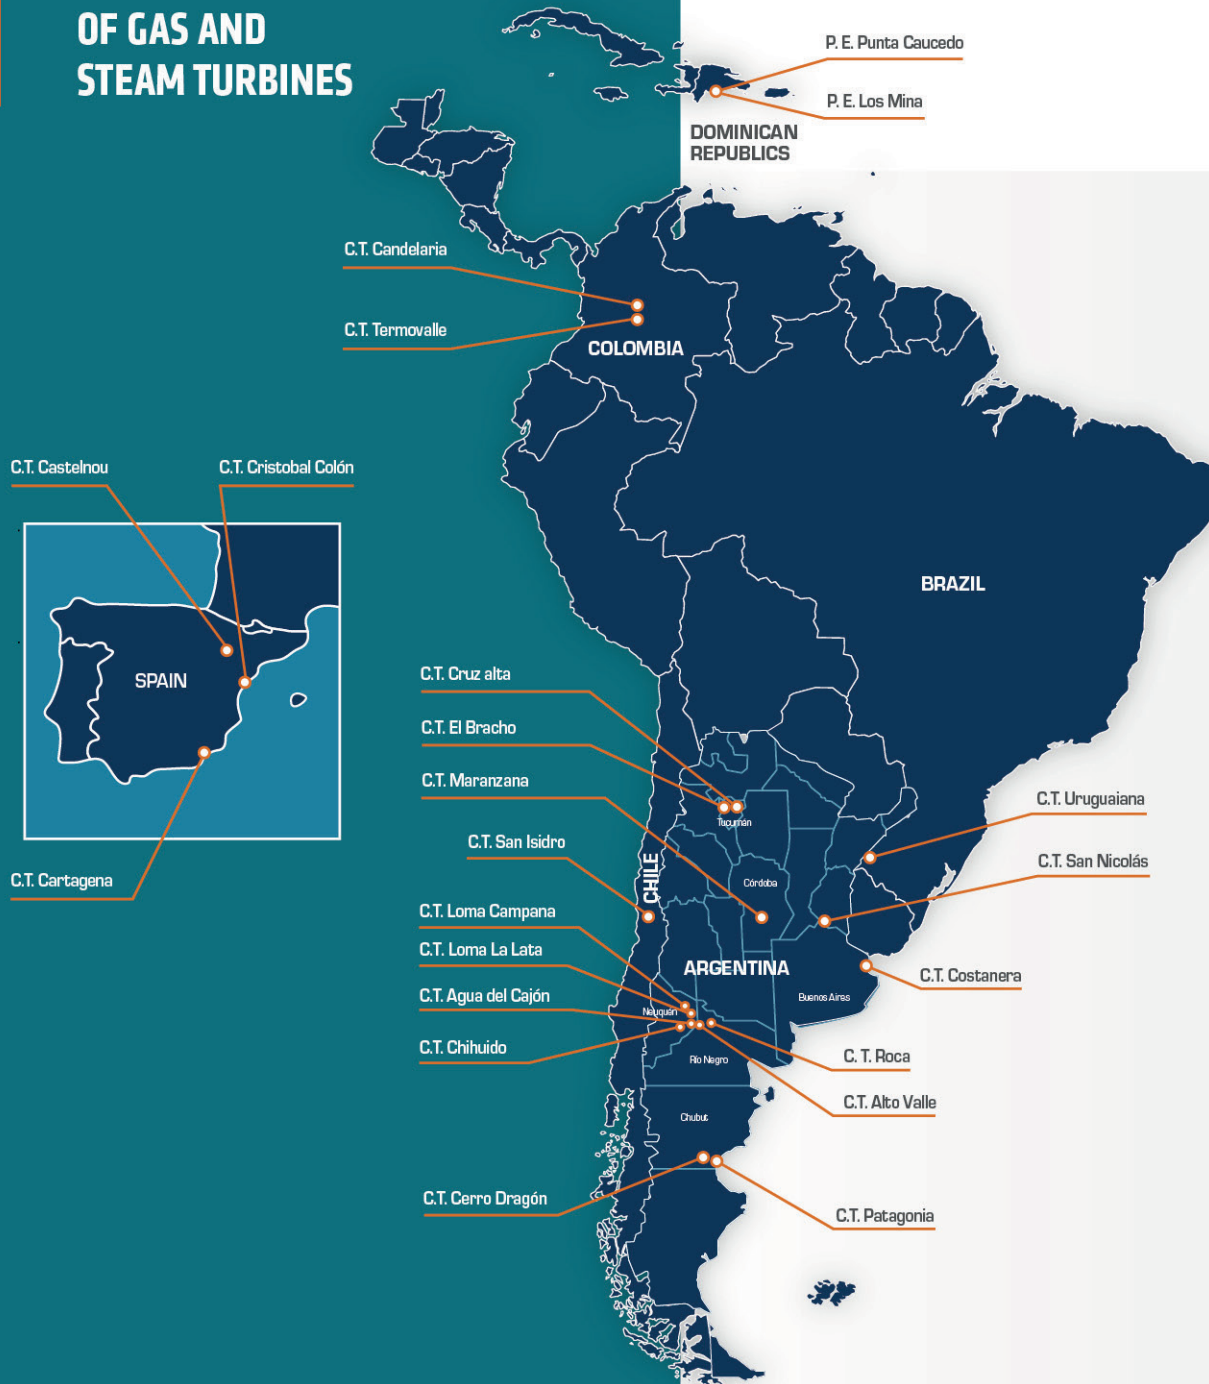 OF GAS AND
STEAM TURBINES
P. E. Punta Caucedo
P. E. Los Mina
DOMINICAN
REPUBLICS
C.T. Candelaria
C.T. Termovalle
COLOMBIA
C.T. Castelnou
C.T. Cristobal Colón
SPAIN
C.T. Cartagena
BRAZIL
C.T. Cruz alta
C.T. El Bracho
C.T. Maranzana
Tucumán
C.T. Uruguaiana
C.T. San Isidro
CHILE
Córdoba
C.T. San Nicolás
C.T. Loma Campana
C.T. Loma La Lata
ARGENTINA
C.T. Costanera
C.T. Agua del Cajón
Buenos Aires
Neuquén
C.T. Chihuido
Río Negro
C. T. Roca
C.T. Alto Valle
Chubut
C.T. Cerro Dragón
C.T. Patagonia